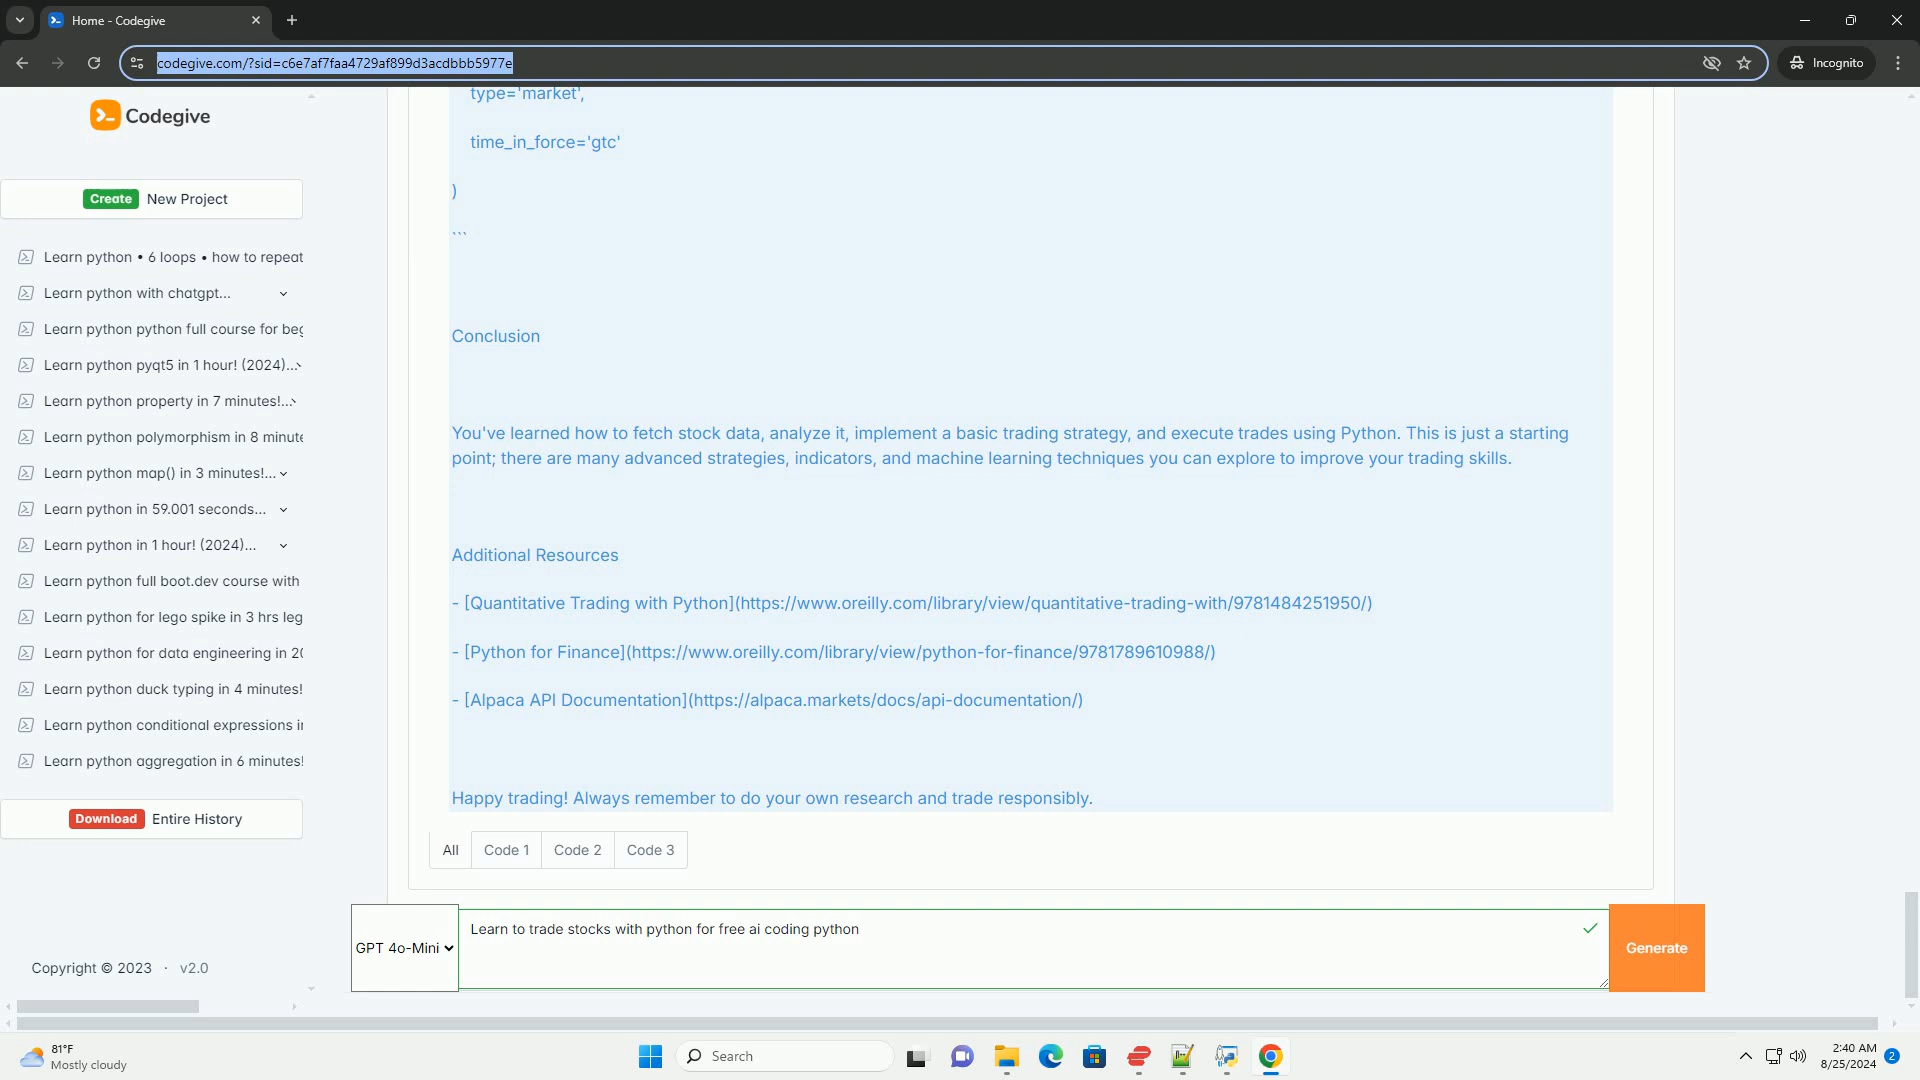 Home - Codegive
codegive.com/?sid=c6e7af7faa4729af899d3acdbbb5977e
Incognito
Codegive
Create New Project
Learn python • 6 loops • how to repeat
Learn python with chatgpt...
Learn python python full course for beg
Learn python pyqt5 in 1 hour! (2024)...
Learn python property in 7 minutes!...
Learn python polymorphism in 8 minute
Learn python map() in 3 minutes!...
Learn python in 59.001 seconds...
Learn python in 1 hour! (2024)...
Learn python full boot.dev course with
Learn python for lego spike in 3 hrs leg
Learn python for data engineering in 20
Learn python duck typing in 4 minutes!
Learn python conditional expressions in
Learn python aggregation in 6 minutes!
Download Entire History
Copyright © 2023 · v2.0
type='market',
time_in_force='gtc'
)
```
Conclusion
You've learned how to fetch stock data, analyze it, implement a basic trading strategy, and execute trades using Python. This is just a starting
point; there are many advanced strategies, indicators, and machine learning techniques you can explore to improve your trading skills.
Additional Resources
- [Quantitative Trading with Python](https://www.oreilly.com/library/view/quantitative-trading-with/9781484251950/)
- [Python for Finance](https://www.oreilly.com/library/view/python-for-finance/9781789610988/)
- [Alpaca API Documentation](https://alpaca.markets/docs/api-documentation/)
Happy trading! Always remember to do your own research and trade responsibly.
All Code 1 Code 2 Code 3
GPT 4o-Mini
Learn to trade stocks with python for free ai coding python
Generate
81°F
Mostly cloudy
Search
2:40 AM
8/25/2024
2